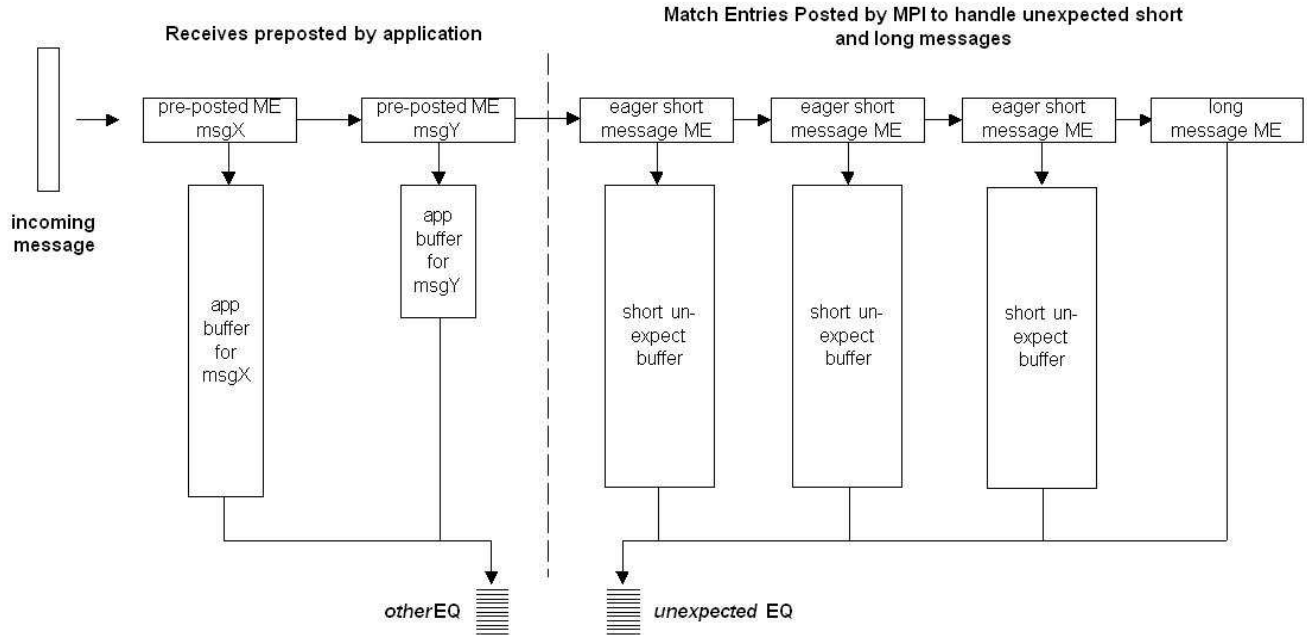 Match Entries Posted by MPI to handle unexpected short
and long messages
Receives preposted by application
pre-posted ME
msgX
pre-posted ME
msgY
eager short
message ME
eager short
message ME
eager short
message ME
long
message ME
incoming
message
app
buffer
for
msgX
app
buffer
for
msgY
short un-
expect
buffer
short un-
expect
buffer
short un-
expect
buffer
otherEQ
unexpected EQ